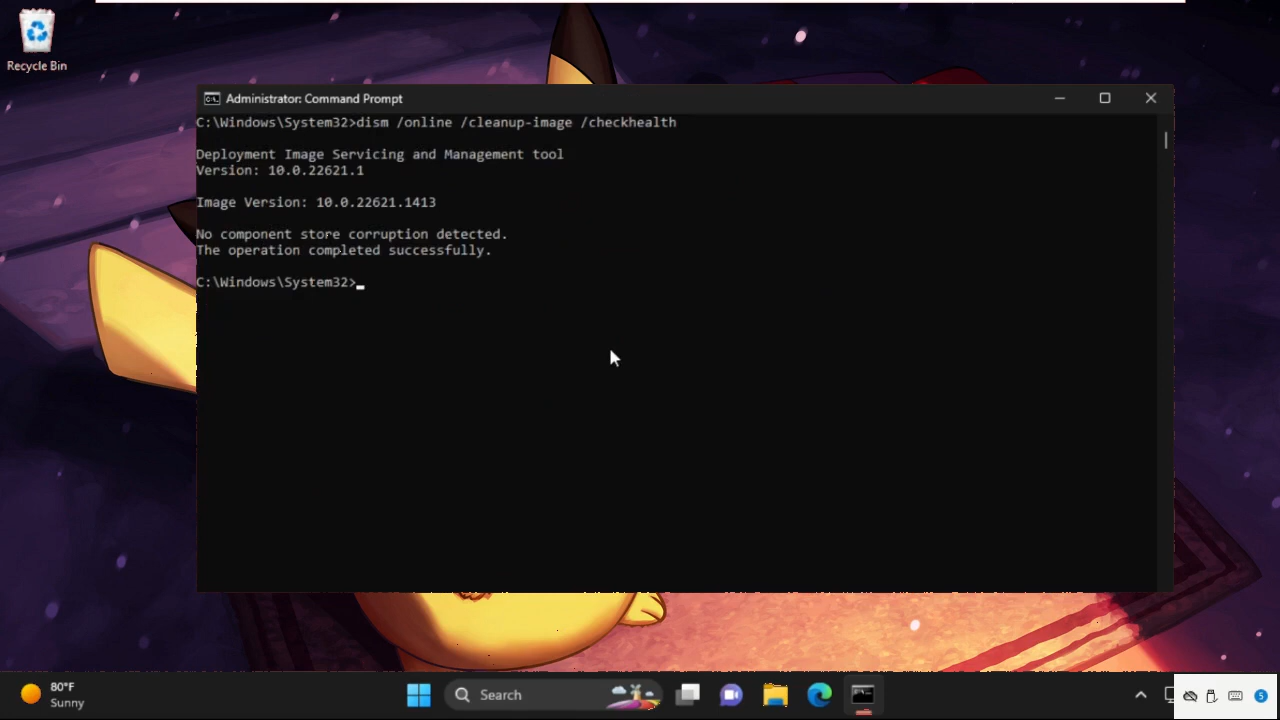 Recycle Bin
Administrator: Command Prompt
C:\Windows\System32>dism /online /cleanup-image /checkhealth
Deployment Image Servicing and Management tool
Version: 10.0.22621.1
Image Version: 10.0.22621.1413
No component store corruption detected.
The operation completed successfully.
C:\Windows\System32>
80°F
Sunny
Search
5